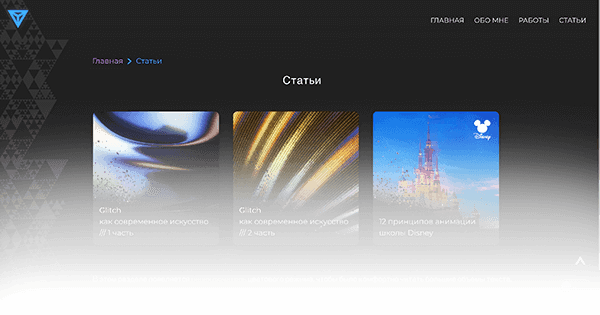 ГЛАВНАЯ ОБО МНЕ РАБОТЫ СТАТЬИ
Главная > Статьи
Статьи
Disney
Glitch
как современное искусство
/// 1 часть
Glitch
как современное искусство
/// 2 часть
12 принципов анимации
школы Disney